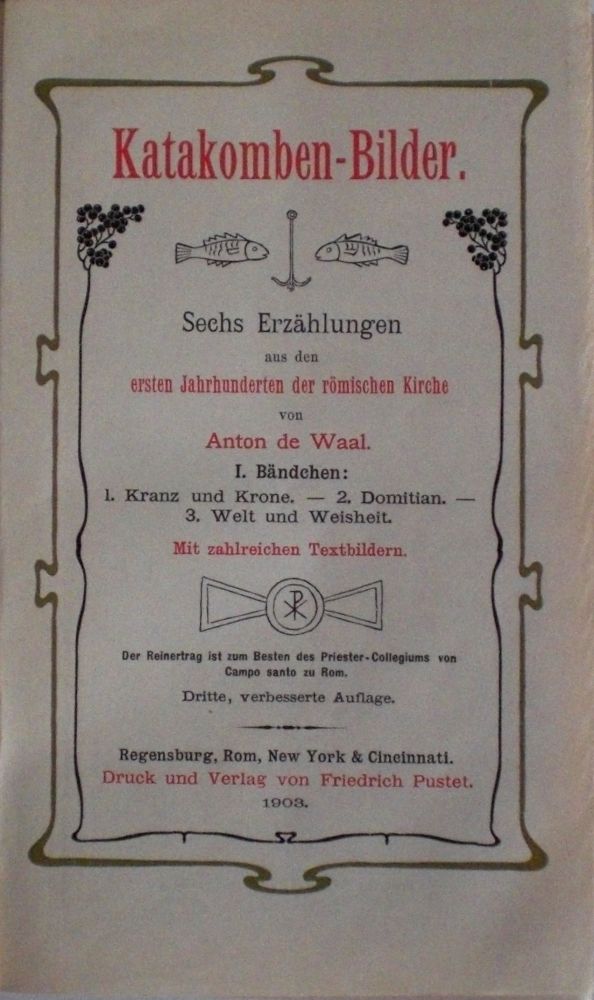 Katakomben-Bilder.
Sechs Erzählungen
aus den
ersten Jahrhunderten der römischen Kirche
von
Anton de Waal.
I. Bändchen:
1. Kranz und Krone. — 2. Domitian. —
3. Welt und Weisheit.
Mit zahlreichen Textbildern.
Der Reinertrag ist zum Besten des Priester-Collegiums von
Campo santo zu Rom.
Dritte, verbesserte Auflage.
Regensburg, Rom, New York & Cincinnati.
Druck und Verlag von Friedrich Pustet.
1903.